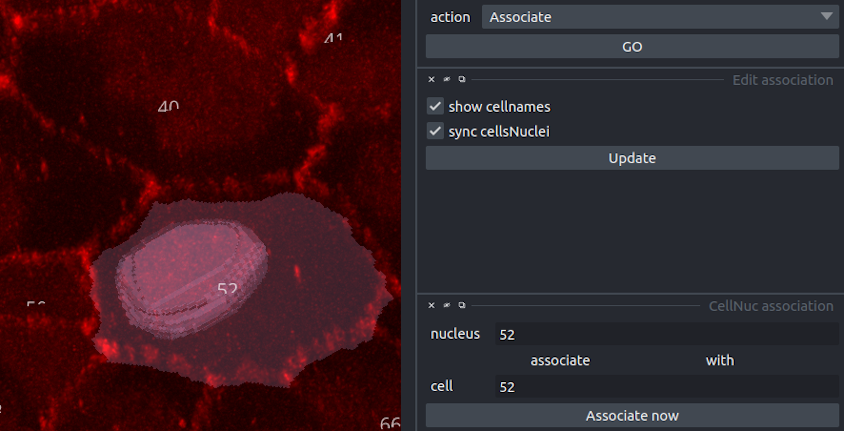 action Associate
GO
Edit association
show cellnames
sync cellsNuclei
Update
CellNuc association
nucleus 52
associate with
cell 52
Associate now
41
40
52
66